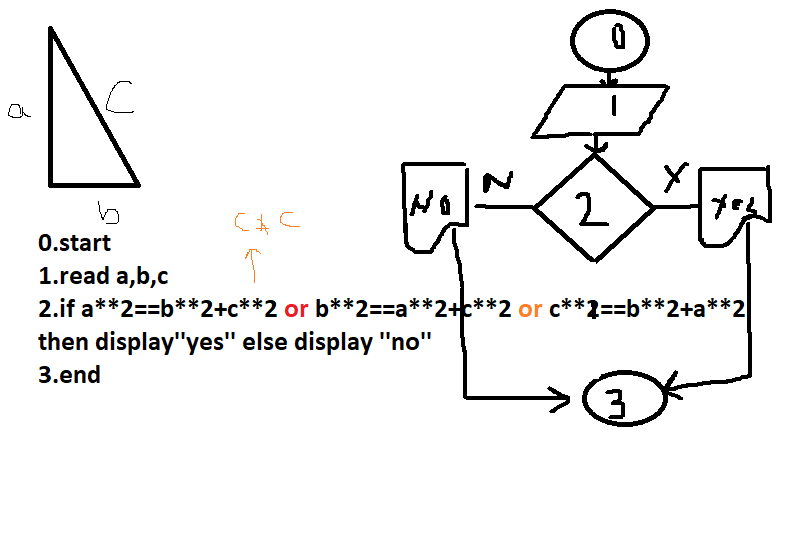 a
C
b
C * C
0.start
1.read a,b,c
2.if a**2==b**2+c**2 or b**2==a**2+c**2 or c**2==b**2+a**2
then display"yes" else display "no"
3.end
0
1
N
Y
NO
2
yes
3